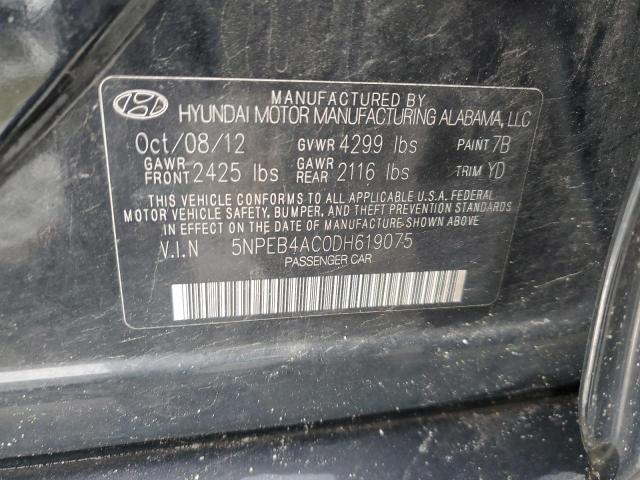 MANUFACTURED BY
HYUNDAI MOTOR MANUFACTURING ALABAMA, LLC
Oct/08/12 GVWR 4299 lbs PAINT 7B
GAWR FRONT 2425 lbs GAWR REAR 2116 lbs TRIM YD
THIS VEHICLE CONFORMS TO ALL APPLICABLE U.S.A. FEDERAL
MOTOR VEHICLE SAFETY, BUMPER, AND THEFT PREVENTION
STANDARDS IN EFFECT ON THE DATE OF MANUFACTURE SHOWN ABOVE.
V.I.N 5NPEB4AC0DH619075
PASSENGER CAR